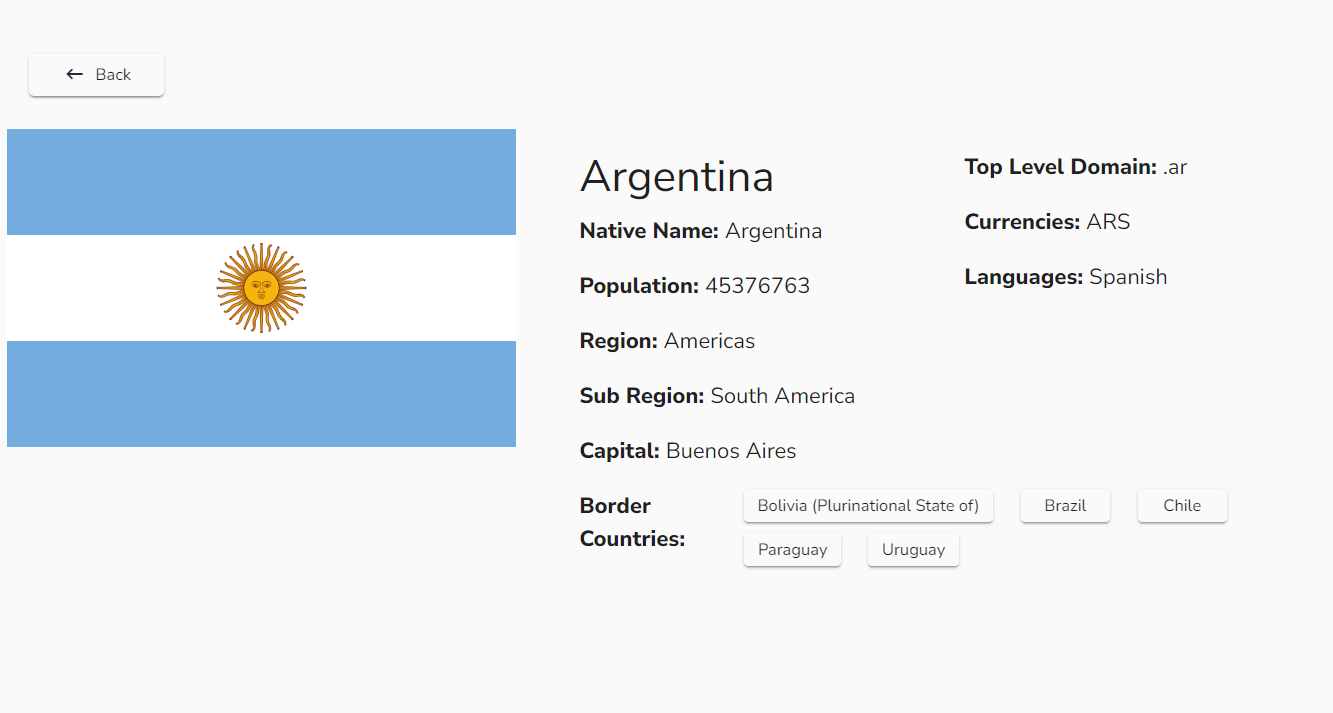 Back
Argentina
Native Name: Argentina
Population: 45376763
Region: Americas
Sub Region: South America
Capital: Buenos Aires
Top Level Domain: .ar
Currencies: ARS
Languages: Spanish
Border
Countries:
Bolivia (Plurinational State of) Brazil Chile
Paraguay Uruguay